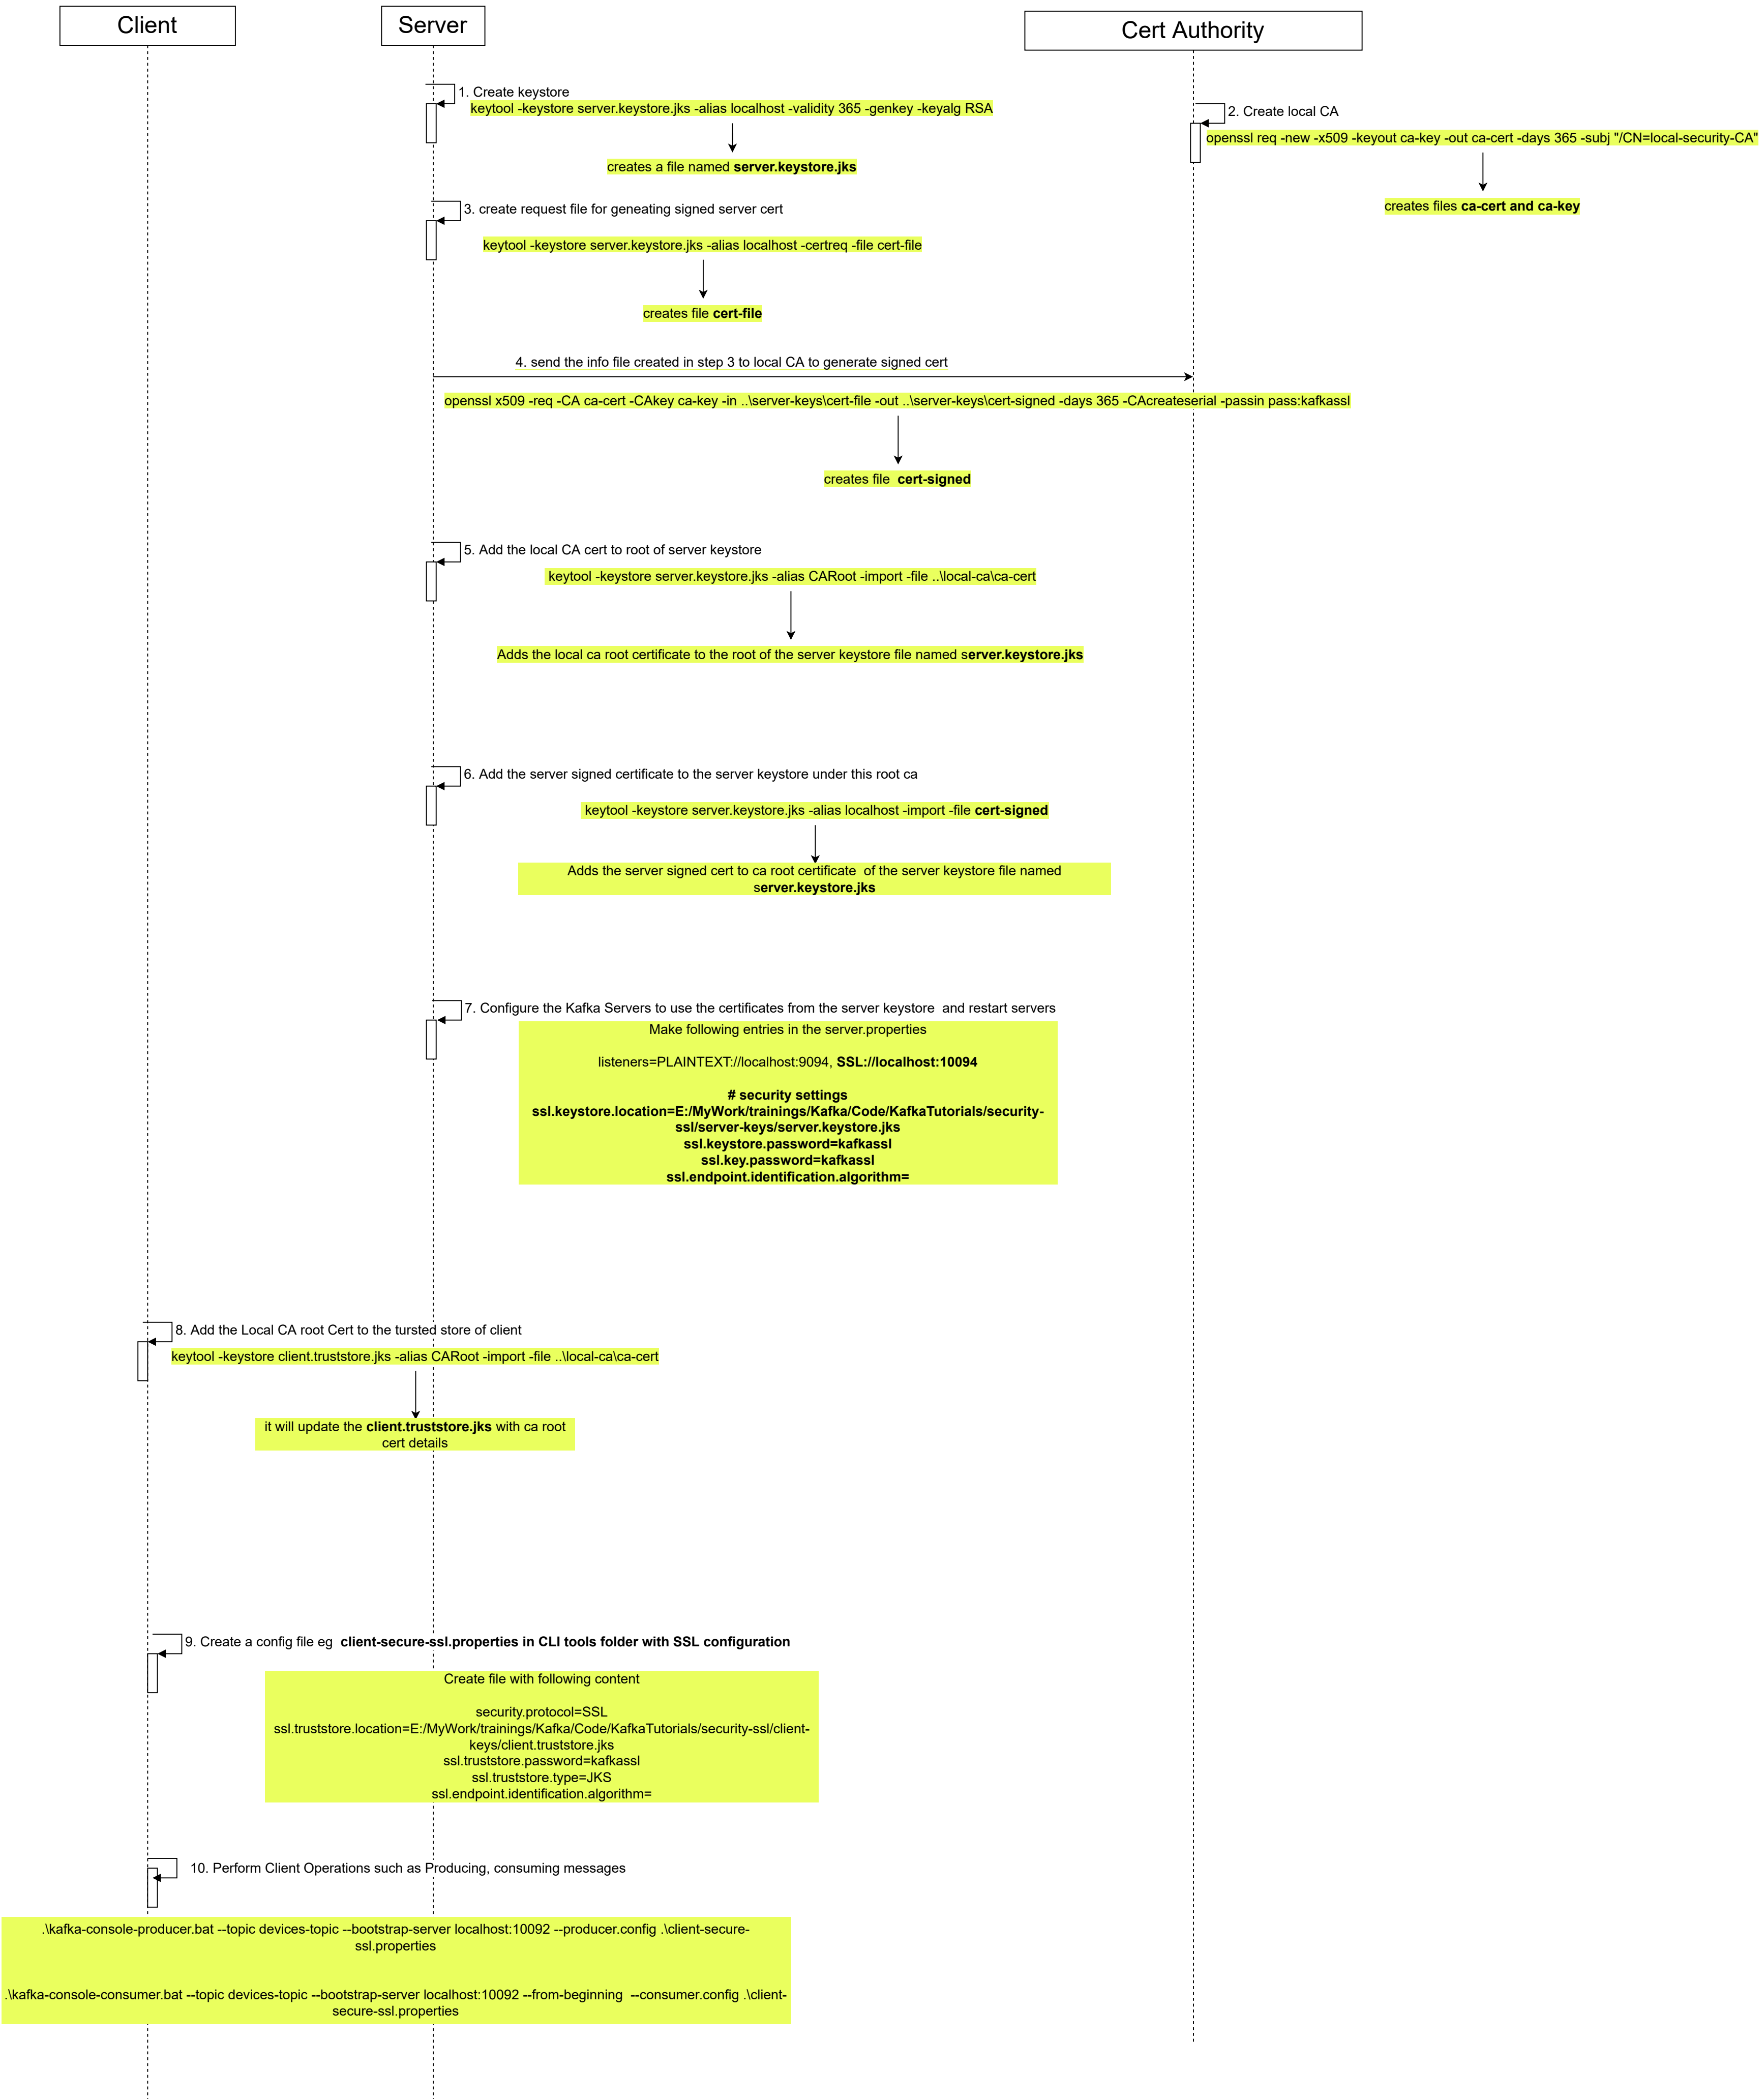 Client
Server
Cert Authority
1. Create keystore
keytool -keystore server.keystore.jks -alias localhost -validity 365 -genkey -keyalg RSA
creates a file named server.keystore.jks
2. Create local CA
openssl req -new -x509 -keyout ca-key -out ca-cert -days 365 -subj "/CN=local-security-CA"
creates files ca-cert and ca-key
3. create request file for geneating signed server cert
keytool -keystore server.keystore.jks -alias localhost -certreq -file cert-file
creates file cert-file
4. send the info file created in step 3 to local CA to generate signed cert
openssl x509 -req -CA ca-cert -CAkey ca-key -in ..\server-keys\cert-file -out ..\server-keys\cert-signed -days 365 -CAcreateserial -passin pass:kafkassl
creates file  cert-signed
5. Add the local CA cert to root of server keystore
keytool -keystore server.keystore.jks -alias CARoot -import -file ..\local-ca\ca-cert
Adds the local ca root certificate to the root of the server keystore file named server.keystore.jks
6. Add the server signed certificate to the server keystore under this root ca
keytool -keystore server.keystore.jks -alias localhost -import -file cert-signed
Adds the server signed cert to ca root certificate  of the server keystore file named
server.keystore.jks
7. Configure the Kafka Servers to use the certificates from the server keystore  and restart servers
Make following entries in the server.properties
listeners=PLAINTEXT://localhost:9094, SSL://localhost:10094
# security settings
ssl.keystore.location=E:/MyWork/trainings/Kafka/Code/KafkaTutorials/security-
ssl/server-keys/server.keystore.jks
ssl.keystore.password=kafkassl
ssl.key.password=kafkassl
ssl.endpoint.identification.algorithm=
8. Add the Local CA root Cert to the tursted store of client
keytool -keystore client.truststore.jks -alias CARoot -import -file ..\local-ca\ca-cert
it will update the client.truststore.jks with ca root
cert details
9. Create a config file eg  client-secure-ssl.properties in CLI tools folder with SSL configuration
Create file with following content
security.protocol=SSL
ssl.truststore.location=E:/MyWork/trainings/Kafka/Code/KafkaTutorials/security-ssl/client-
keys/client.truststore.jks
ssl.truststore.password=kafkassl
ssl.truststore.type=JKS
ssl.endpoint.identification.algorithm=
10. Perform Client Operations such as Producing, consuming messages
.\kafka-console-producer.bat --topic devices-topic --bootstrap-server localhost:10092 --producer.config .\client-secure-
ssl.properties
.\kafka-console-consumer.bat --topic devices-topic --bootstrap-server localhost:10092 --from-beginning  --consumer.config .\client-
secure-ssl.properties